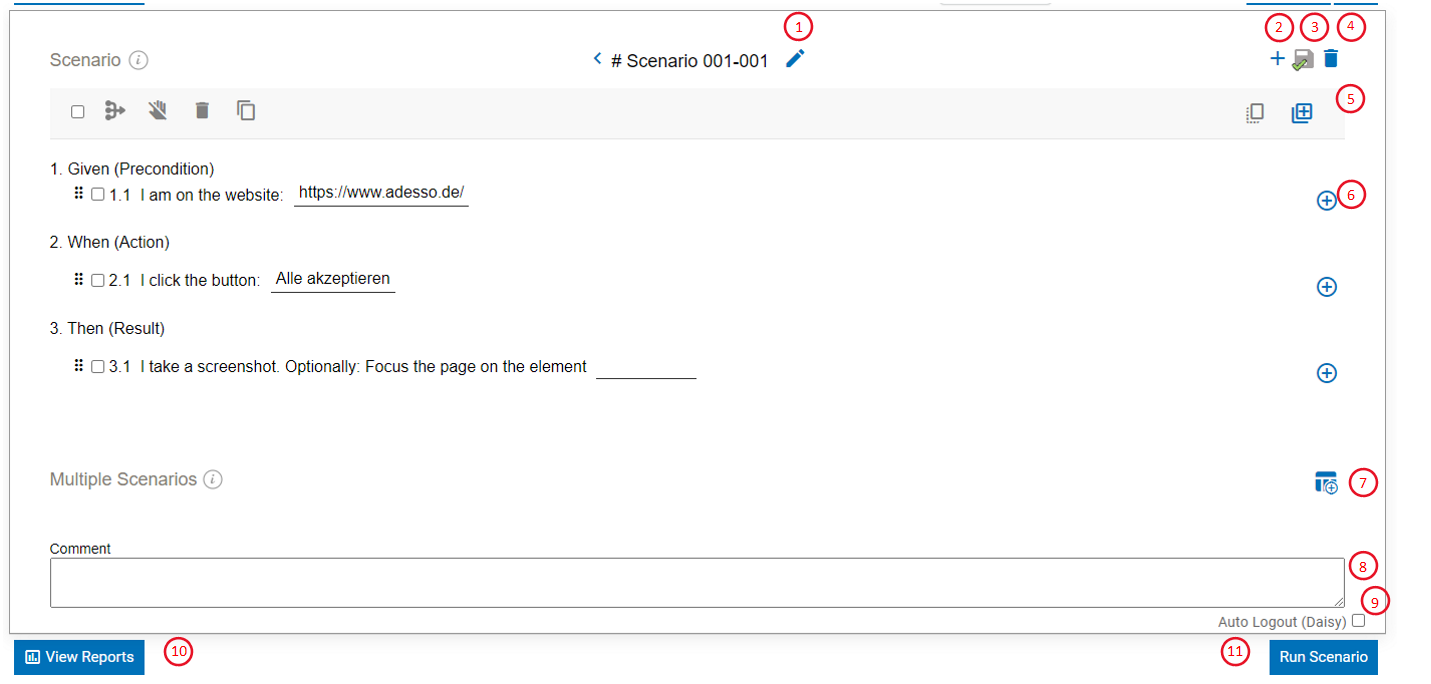 1
2
3
4
Scenario i
# Scenario 001-001
5
1. Given (Precondition)
1.1 I am on the website: https://www.adesso.de/
6
2. When (Action)
2.1 I click the button: Alle akzeptieren
3. Then (Result)
3.1 I take a screenshot. Optionally: Focus the page on the element
Multiple Scenarios i
7
Comment
8
9
Auto Logout (Daisy)
View Reports
10
11
Run Scenario